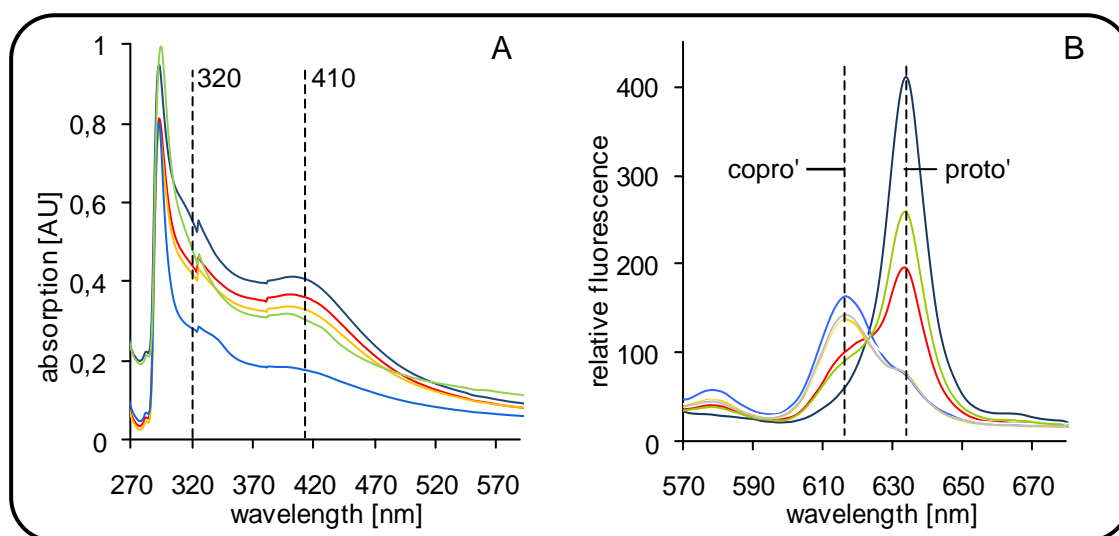 A
1
0,8
0,6
0,4
0,2
0
absorption [AU]
320
410
270 320 370 420 470 520 570
wavelength [nm]
B
400
300
200
100
0
relative fluorescence
copro'
proto'
570 590 610 630 650 670
wavelength [nm]